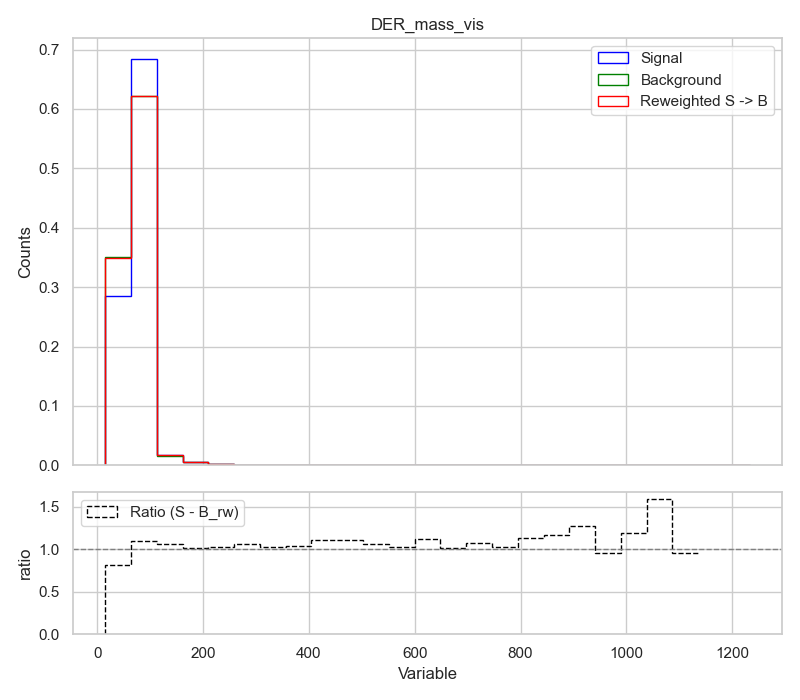 DER_mass_vis
0.7
0.6
0.5
0.4
0.3
0.2
0.1
0.0
Counts
Signal
Background
Reweighted S -> B
1.5
1.0
0.5
0.0
ratio
Ratio (S - B_rw)
0 200 400 600 800 1000 1200
Variable